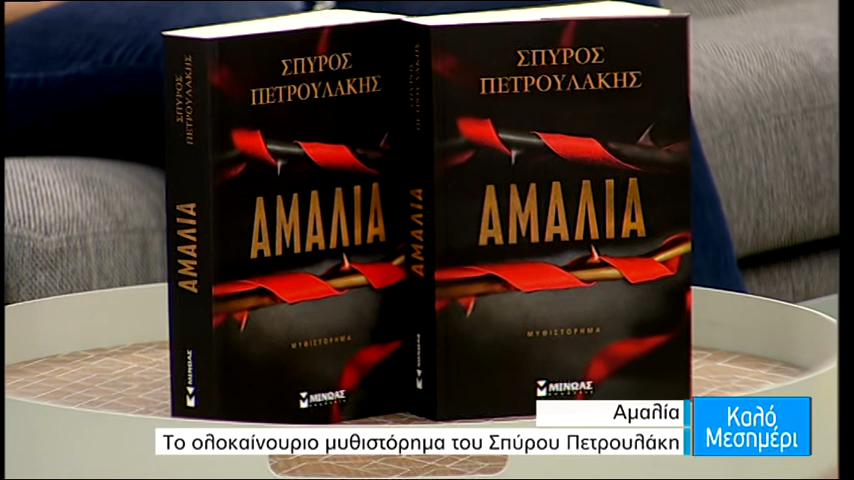 ΣΠΥΡΟΣ
ΠΕΤΡΟΥΛΑΚΗΣ
ΑΜΑΛΙΑ
ΣΠΥΡΟΣ
ΠΕΤΡΟΥΛΑΚΗΣ
ΑΜΑΛΙΑ
ΜΥΘΙΣΤΟΡΗΜΑ
ΜΙΝΩΑΣ
ΑΜΑΛΙΑ
ΣΠΥΡΟΣ
ΠΕΤΡΟΥΛΑΚΗΣ
ΑΜΑΛΙΑ
ΜΥΘΙΣΤΟΡΗΜΑ
ΜΙΝΩΑΣ
Αμαλία
Το ολοκαίνουριο μυθιστόρημα του Σπύρου Πετρουλάκη
Καλό
Μεσημέρι